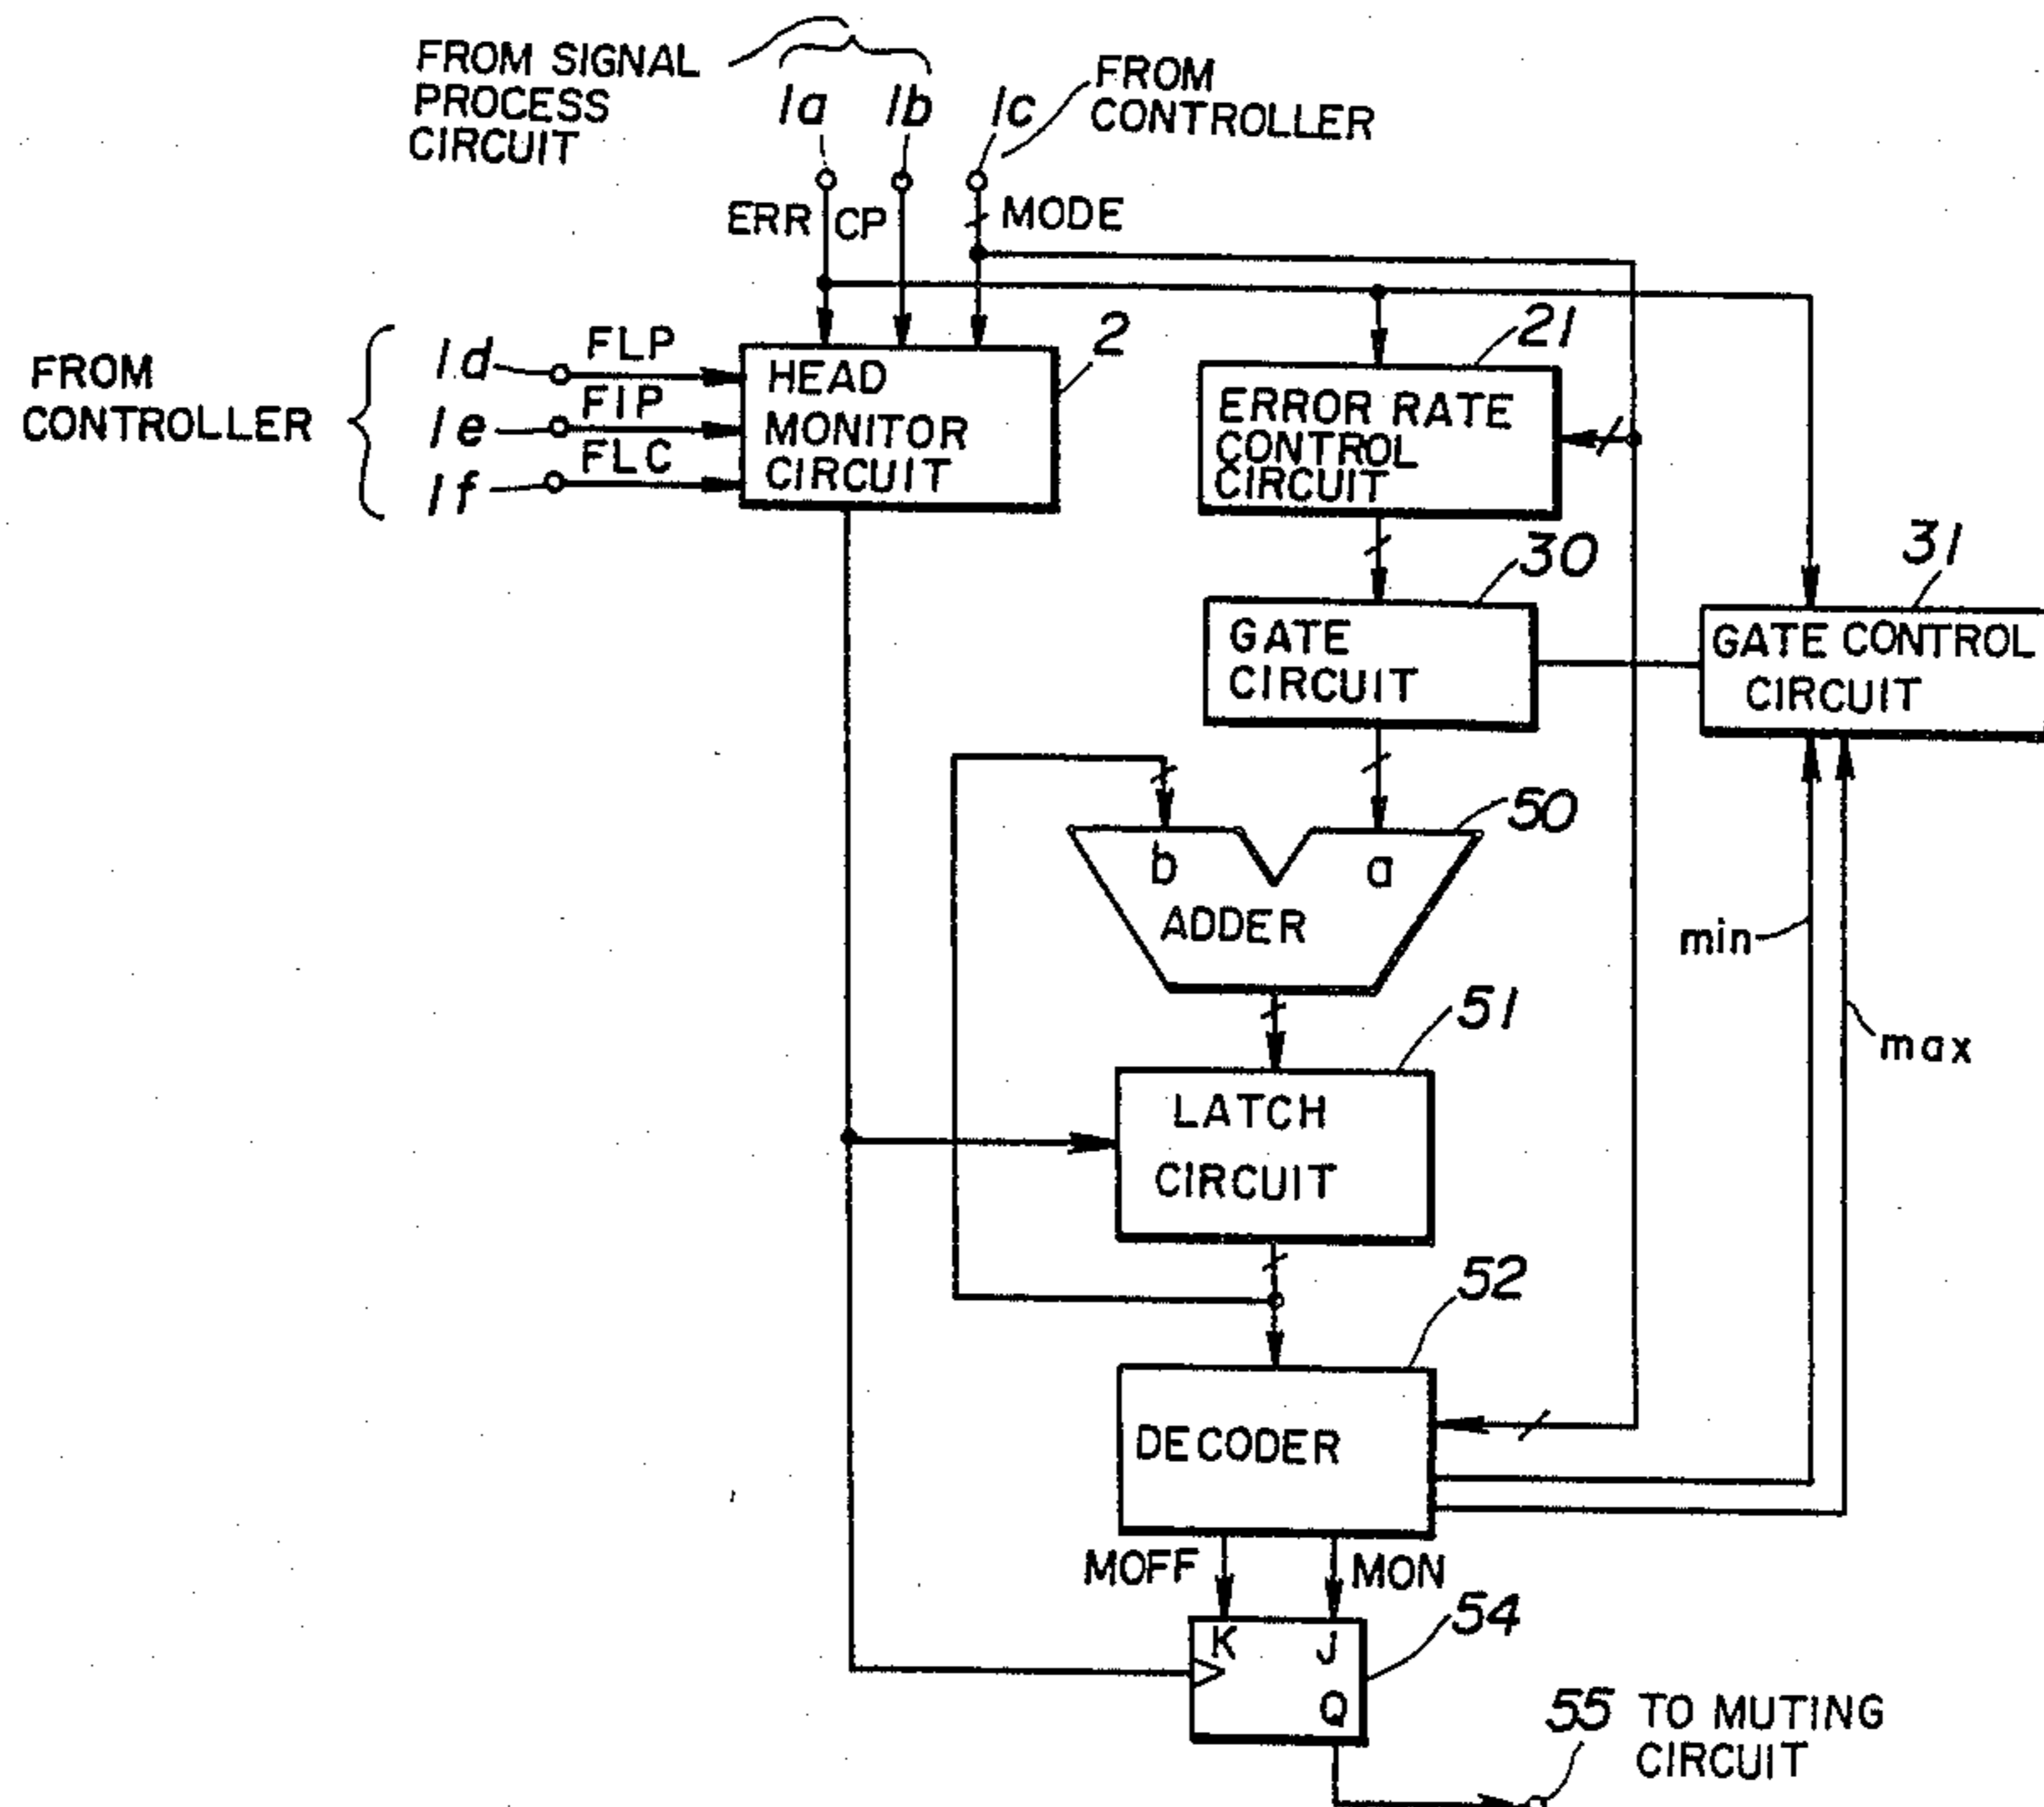 FROM SIGNAL
PROCESS
CIRCUIT
1a
1b
1c
FROM
CONTROLLER
ERR
CP
MODE
FROM
CONTROLLER
1d
FLP
1e
FIP
1f
FLC
HEAD
MONITOR
CIRCUIT
2
ERROR RATE
CONTROL
CIRCUIT
21
30
GATE
CIRCUIT
31
GATE CONTROL
CIRCUIT
50
b
a
ADDER
min
max
51
LATCH
CIRCUIT
52
DECODER
MOFF
MON
54
K
J
Q
55 TO MUTING
CIRCUIT